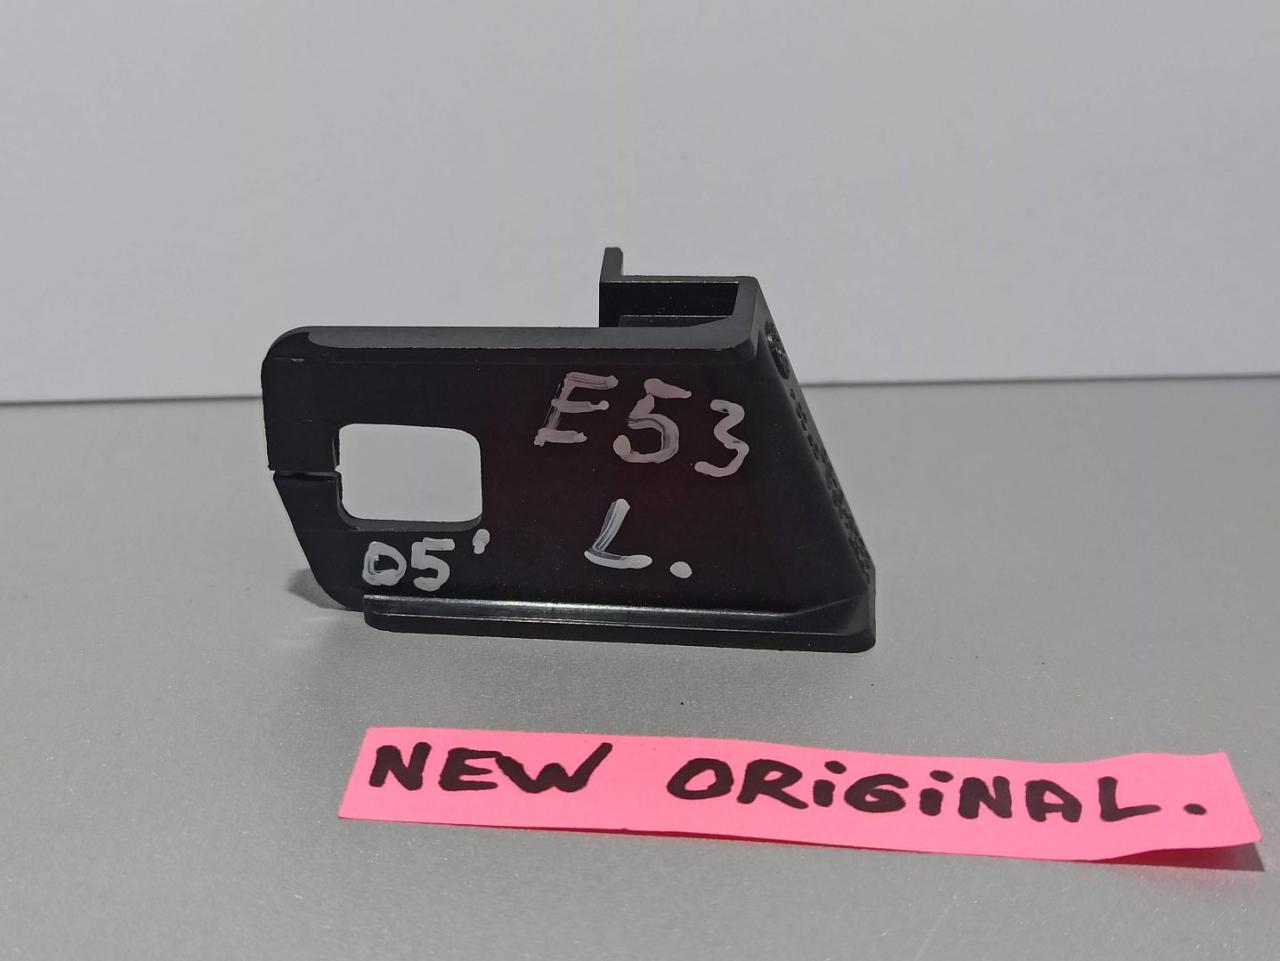 E53
L.
05'
NEW ORiGiNAL.